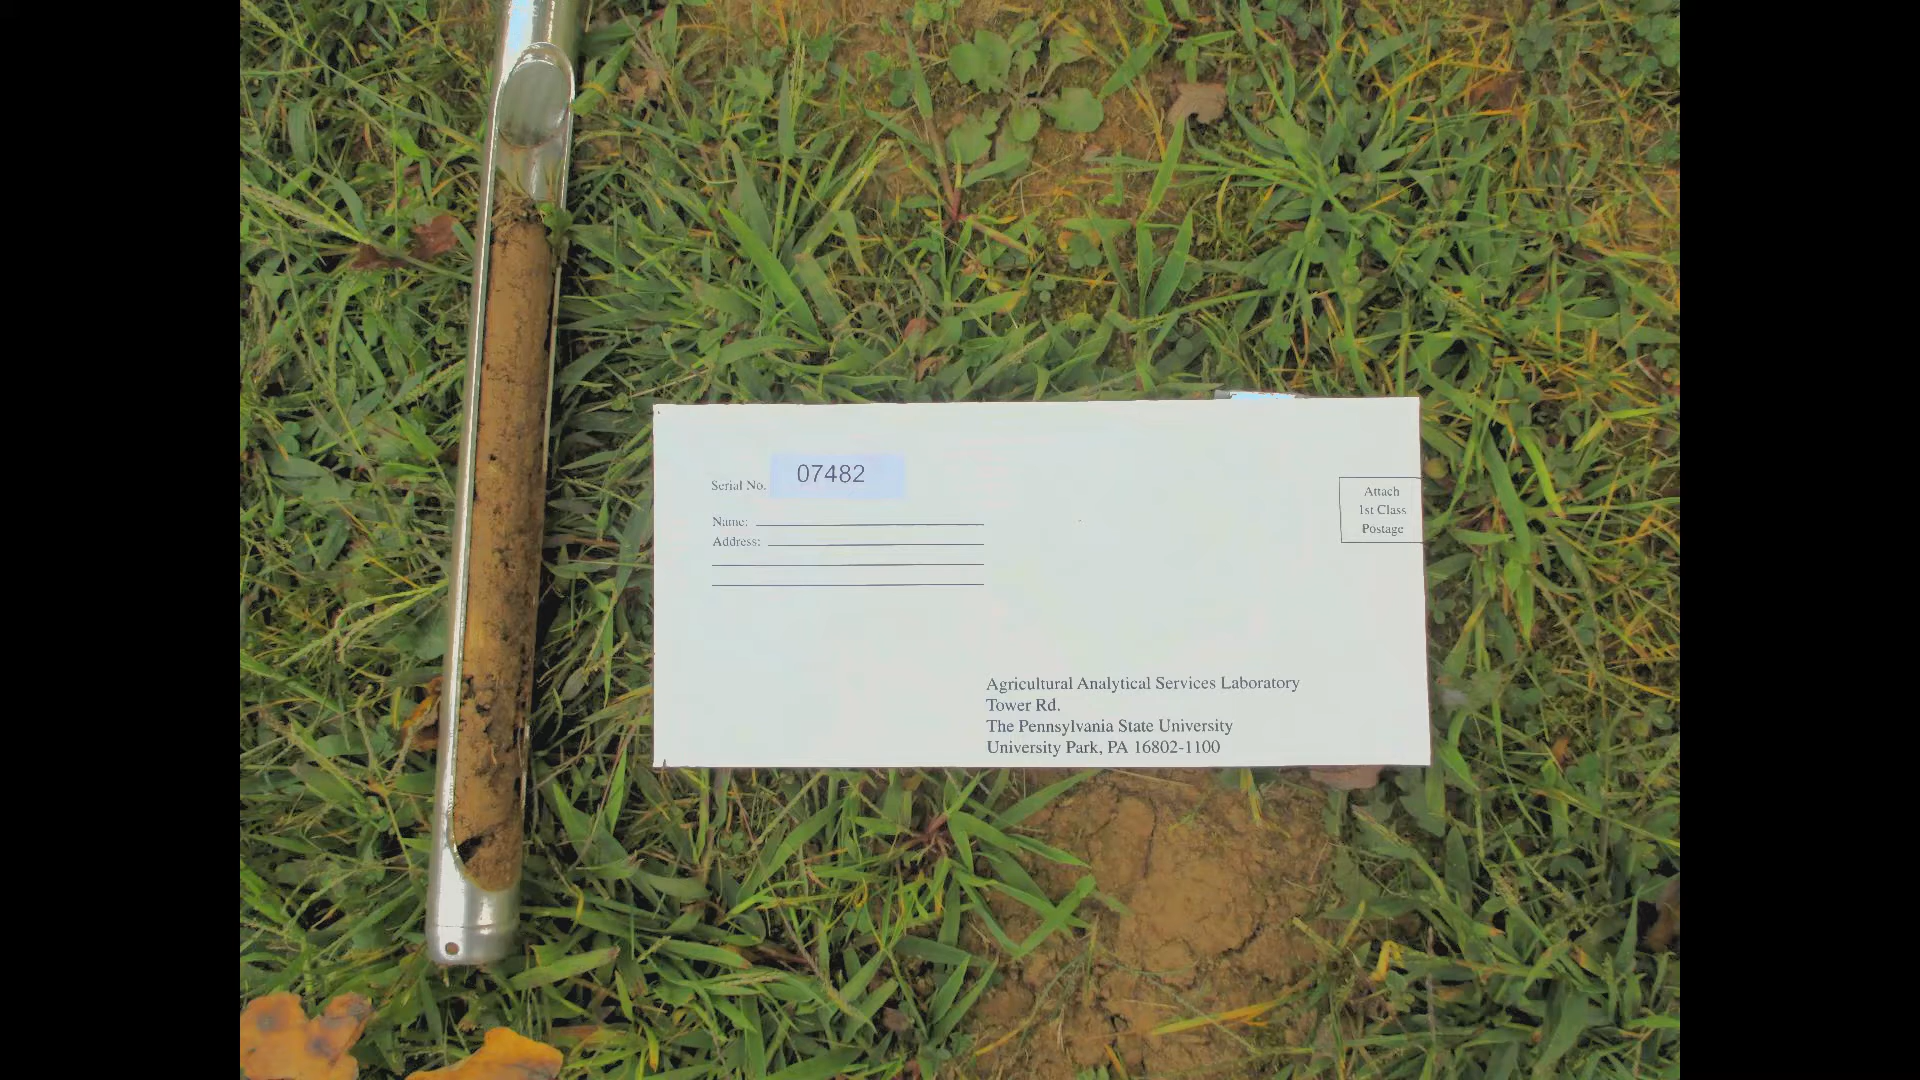 Serial No. 07482
Name:
Address:
Attach
1st Class
Postage
Agricultural Analytical Services Laboratory
Tower Rd.
The Pennsylvania State University
University Park, PA 16802-1100